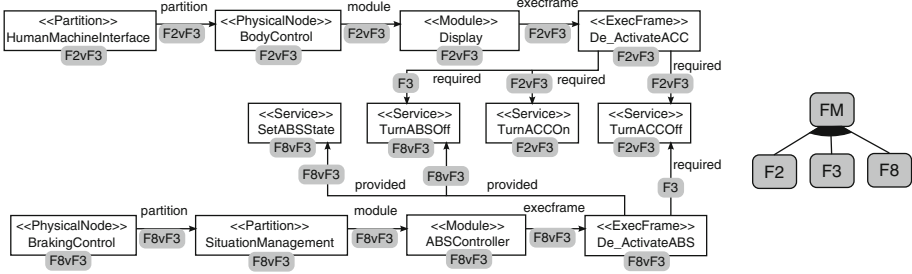 <<Partition>> partition <<PhysicalNode>> module <<Module>> execframe <<ExecFrame>>
HumanMachineInterface F2vF3 BodyControl F2vF3 Display F2vF3 De_ActivateACC
F2vF3 F2vF3 F2vF3 F2vF3
required required required
F3 F2vF3 F2vF3
<<Service>> <<Service>> <<Service>> <<Service>>
SetABSState TurnABSOff TurnACCOn TurnACCOff
F8vF3 F8vF3 F2vF3 F2vF3
F8vF3 F8vF3 required
provided provided F3
<<PhysicalNode>> partition <<Partition>> module <<Module>> execframe <<ExecFrame>>
BrakingControl F8vF3 SituationManagement F8vF3 ABSController F8vF3 De_ActivateABS
F8vF3 F8vF3 F8vF3 F8vF3
FM
F2 F3 F8